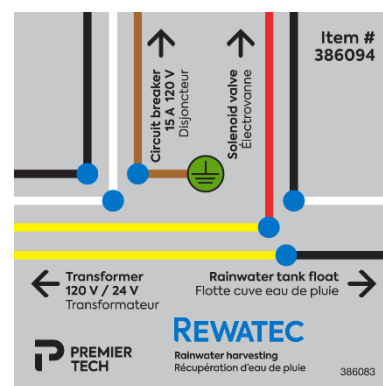 Item #
386094
Circuit breaker
15 A 120 V
Disjoncteur
Solenoid valve
Électrovanne
Transformer
120 V / 24 V
Transformateur
Rainwater tank float
Flotte cuve eau de pluie
REWATEC
Rainwater harvesting
Récupération d'eau de pluie
PREMIER
TECH
386083